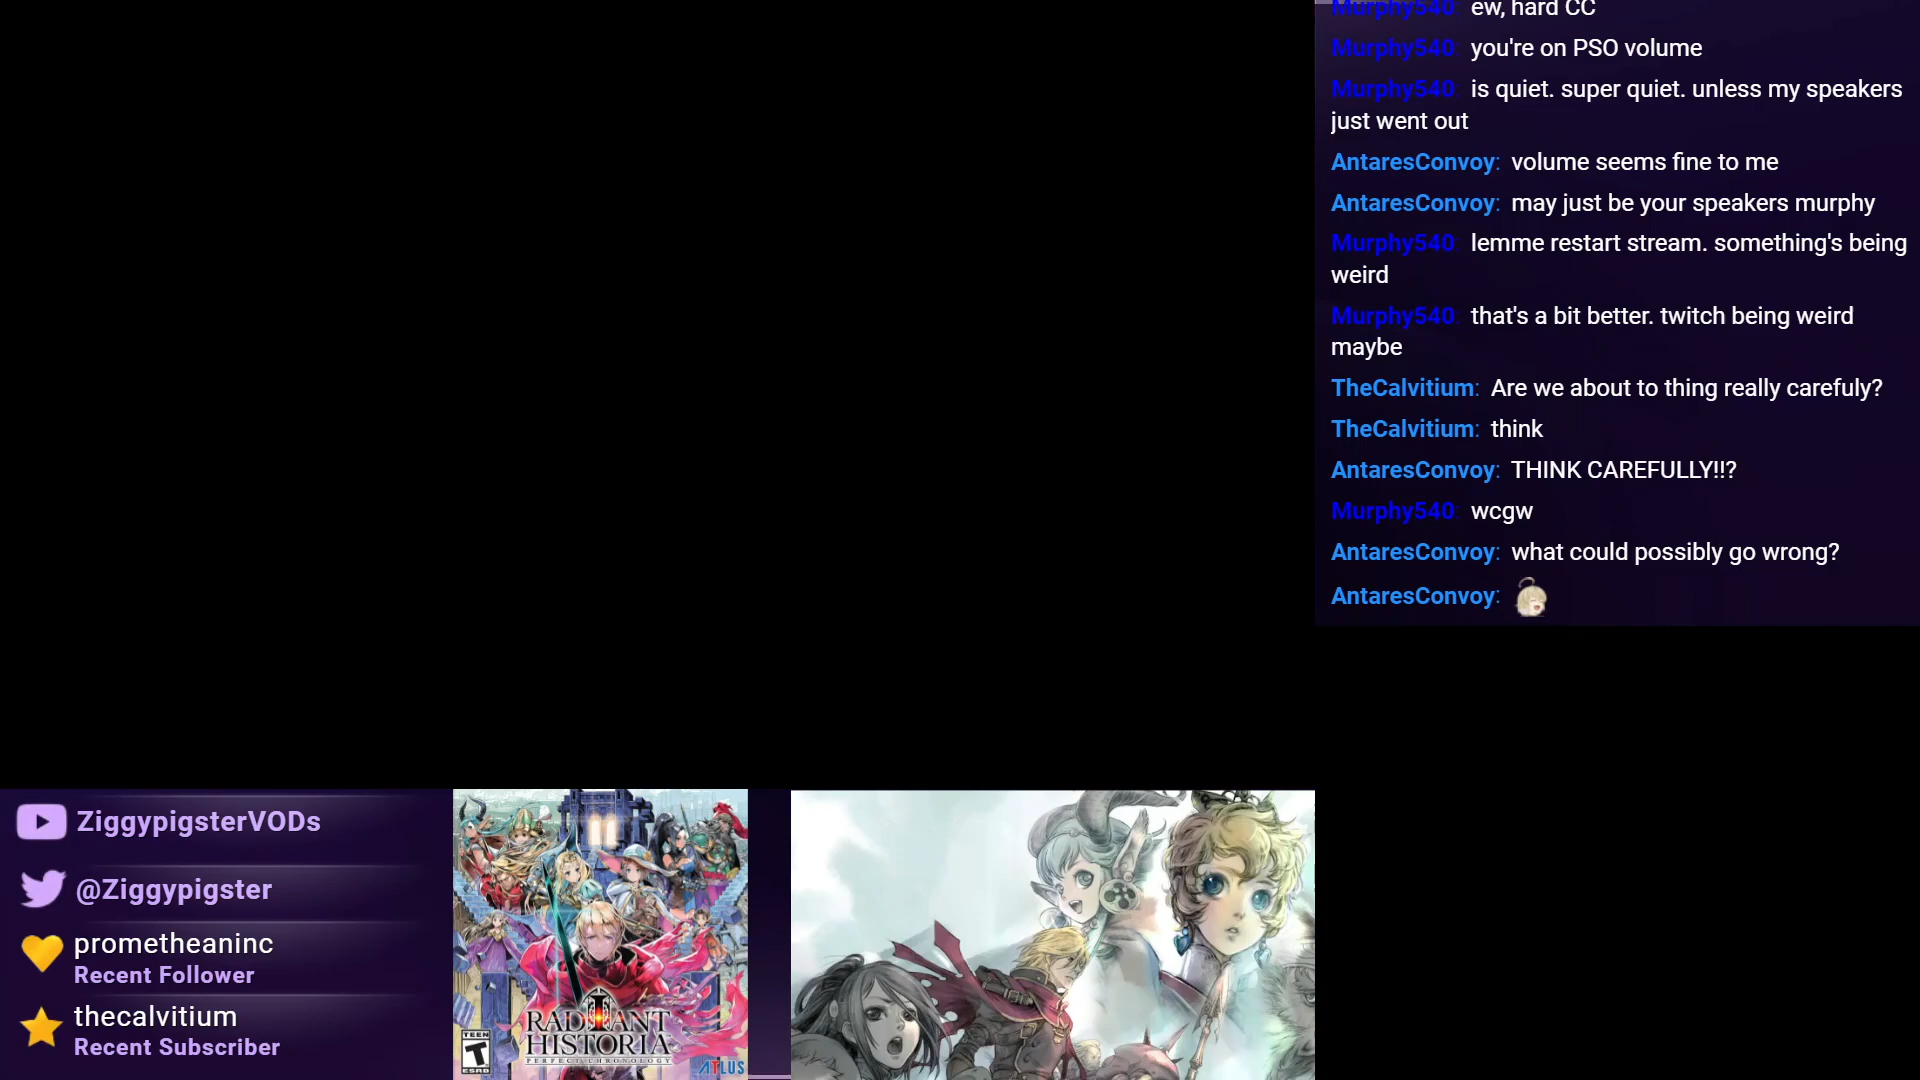 Murphy540: ew, hard CC
Murphy540: you're on PSO volume
Murphy540: is quiet. super quiet. unless my speakers
just went out
AntaresConvoy: volume seems fine to me
AntaresConvoy: may just be your speakers murphy
Murphy540: lemme restart stream. something's being
weird
Murphy540: that's a bit better. twitch being weird
maybe
TheCalvitium: Are we about to thing really carefuly?
TheCalvitium: think
AntaresConvoy: THINK CAREFULLY!!?
Murphy540: wcgw
AntaresConvoy: what could possibly go wrong?
AntaresConvoy:
ZiggypigsterVODs
@Ziggypigster
prometheaninc
Recent Follower
thecalvitium
Recent Subscriber
RADIANT
HISTORIA
PERFECT CHRONOLOGY
TEEN
T
ESRB
ATLUS